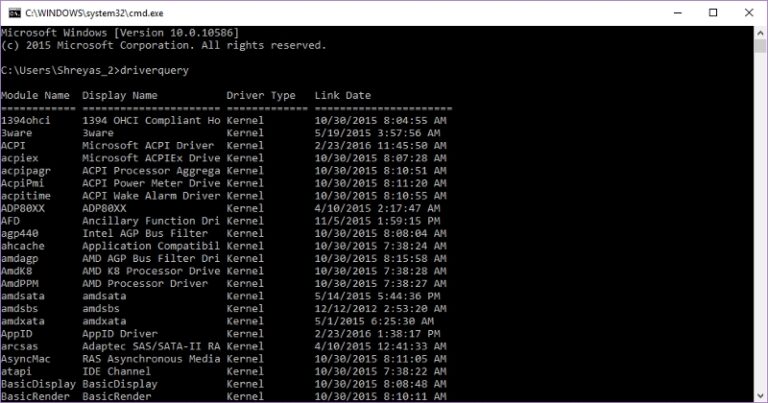 C:\WINDOWS\system32\cmd.exe
Microsoft Windows [Version 10.0.10586]
(c) 2015 Microsoft Corporation. All rights reserved.
C:\Users\Shreyas_2>driverquery
Module Name  Display Name           Driver Type   Link Date
============ ====================== ============= ======================
1394ohci     1394 OHCI Compliant Ho Kernel        10/30/2015 8:04:55 AM
3ware        3ware                  Kernel        5/19/2015 3:57:56 AM
ACPI         Microsoft ACPI Driver  Kernel        2/23/2016 11:45:50 AM
acpiex       Microsoft ACPIEx Drive Kernel        10/30/2015 8:07:28 AM
acpipagr     ACPI Processor Aggrega Kernel        10/30/2015 8:10:51 AM
AcpiPmi      ACPI Power Meter Drive Kernel        10/30/2015 8:11:20 AM
acpitime     ACPI Wake Alarm Driver Kernel        10/30/2015 8:10:55 AM
ADP80XX      ADP80XX                Kernel        4/10/2015 2:17:47 AM
AFD          Ancillary Function Dri Kernel        11/5/2015 1:59:15 PM
agp440       Intel AGP Bus Filter   Kernel        10/30/2015 8:08:04 AM
ahcache      Application Compatibil Kernel        10/30/2015 7:38:24 AM
amdagp       AMD AGP Bus Filter Dri Kernel        10/30/2015 8:15:58 AM
AmdK8        AMD K8 Processor Drive Kernel        10/30/2015 7:38:28 AM
AmdPPM       AMD Processor Driver   Kernel        10/30/2015 7:38:27 AM
amdsata      amdsata                Kernel        5/14/2015 5:44:36 PM
amdsbs       amdsbs                 Kernel        12/12/2012 2:53:20 AM
amdxata      amdxata                Kernel        5/1/2015 6:25:30 AM
AppID        AppID Driver           Kernel        2/23/2016 1:38:17 PM
arcsas       Adaptec SAS/SATA-II RA Kernel        4/10/2015 12:41:33 AM
AsyncMac     RAS Asynchronous Media Kernel        10/30/2015 8:11:05 AM
atapi        IDE Channel            Kernel        10/30/2015 7:38:22 AM
BasicDisplay BasicDisplay           Kernel        10/30/2015 8:08:48 AM
BasicRender  BasicRender            Kernel        10/30/2015 8:10:11 AM